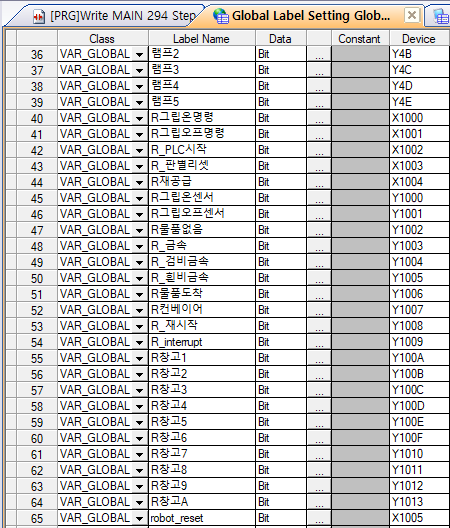 [PRG]Write MAIN 294 Step
Global Label Setting Glob...
Class Label Name Data Constant Device
36 VAR_GLOBAL 램프2 Bit ... Y4B
37 VAR_GLOBAL 램프3 Bit ... Y4C
38 VAR_GLOBAL 램프4 Bit ... Y4D
39 VAR_GLOBAL 램프5 Bit ... Y4E
40 VAR_GLOBAL R그립온명령 Bit ... X1000
41 VAR_GLOBAL R그립오프명령 Bit ... X1001
42 VAR_GLOBAL R_PLC시작 Bit ... X1002
43 VAR_GLOBAL R_판별리셋 Bit ... X1003
44 VAR_GLOBAL R재공급 Bit ... X1004
45 VAR_GLOBAL R그립온센서 Bit ... Y1000
46 VAR_GLOBAL R그립오프센서 Bit ... Y1001
47 VAR_GLOBAL R물품없음 Bit ... Y1002
48 VAR_GLOBAL R_금속 Bit ... Y1003
49 VAR_GLOBAL R_검비금속 Bit ... Y1004
50 VAR_GLOBAL R_흰비금속 Bit ... Y1005
51 VAR_GLOBAL R물품도착 Bit ... Y1006
52 VAR_GLOBAL R컨베이어 Bit ... Y1007
53 VAR_GLOBAL R_재시작 Bit ... Y1008
54 VAR_GLOBAL R_interrupt Bit ... Y1009
55 VAR_GLOBAL R창고1 Bit ... Y100A
56 VAR_GLOBAL R창고2 Bit ... Y100B
57 VAR_GLOBAL R창고3 Bit ... Y100C
58 VAR_GLOBAL R창고4 Bit ... Y100D
59 VAR_GLOBAL R창고5 Bit ... Y100E
60 VAR_GLOBAL R창고6 Bit ... Y100F
61 VAR_GLOBAL R창고7 Bit ... Y1010
62 VAR_GLOBAL R창고8 Bit ... Y1011
63 VAR_GLOBAL R창고9 Bit ... Y1012
64 VAR_GLOBAL R창고A Bit ... Y1013
65 VAR_GLOBAL robot_reset Bit ... X1005